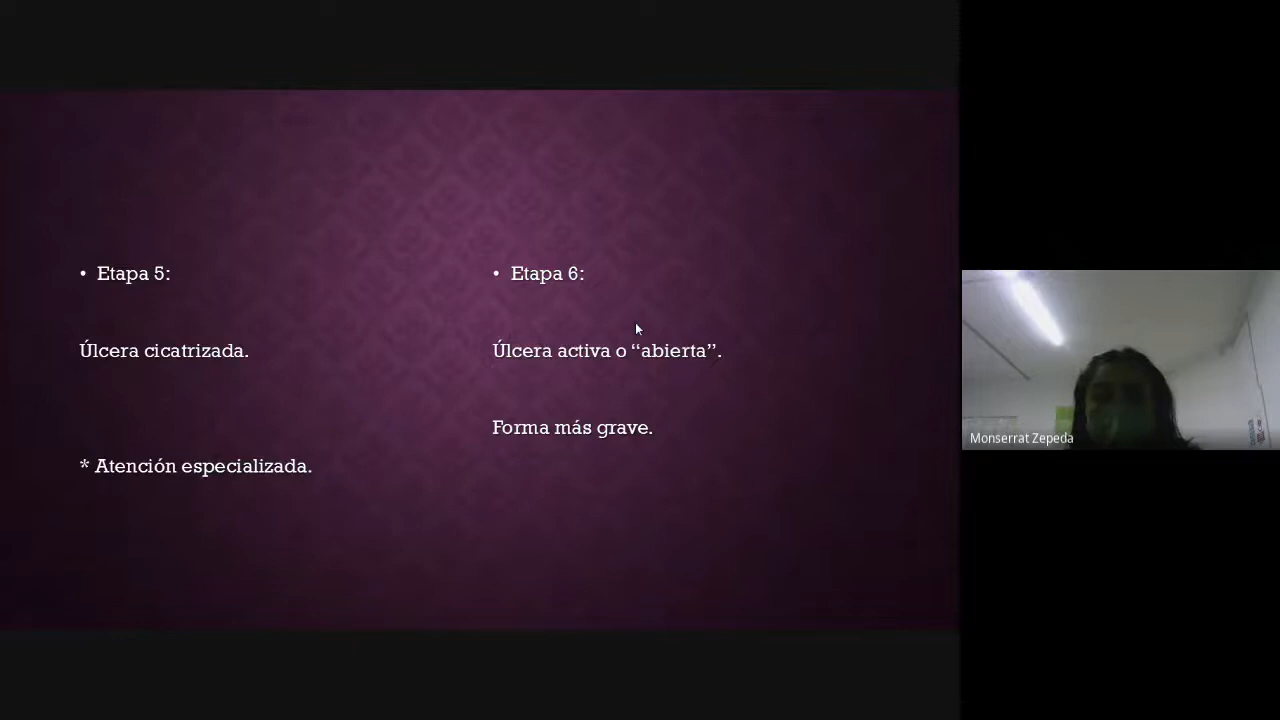 • Etapa 5:
Úlcera cicatrizada.
* Atención especializada.
• Etapa 6:
Úlcera activa o “abierta”.
Forma más grave.
Monserrat Zepeda